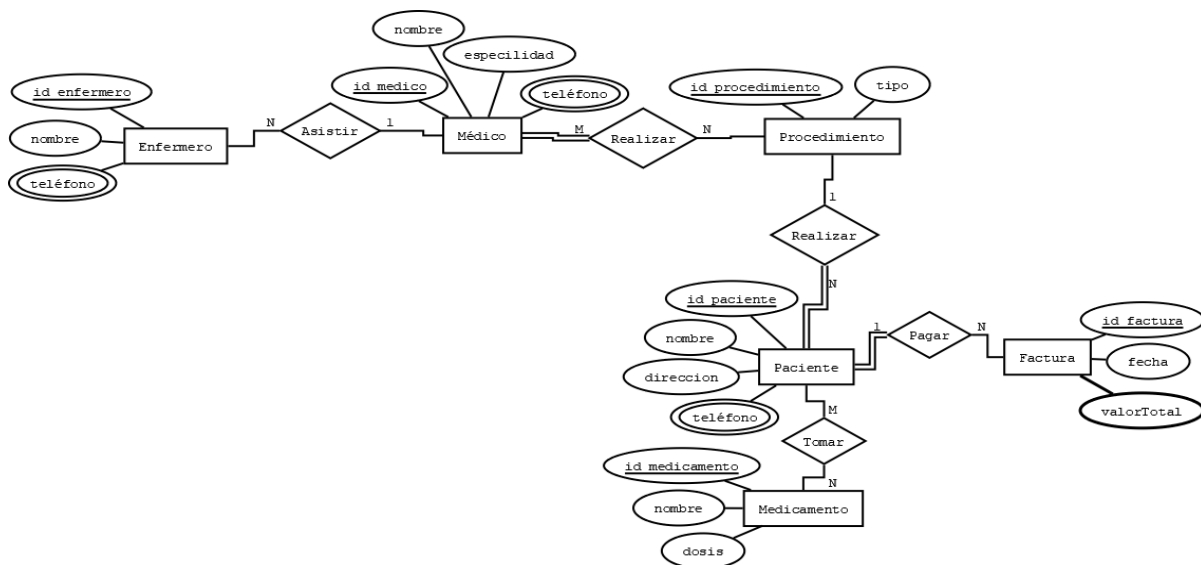 nombre
especilidad
id enfermero
id medico
teléfono
id procedimiento
tipo
nombre
Enfermero
teléfono
N
Asistir
1
Médico
M
Realizar
N
Procedimiento
1
Realizar
N
id paciente
nombre
direccion
teléfono
Paciente
1
Pagar
N
Factura
id factura
fecha
valorTotal
M
Tomar
N
id medicamento
nombre
dosis
Medicamento